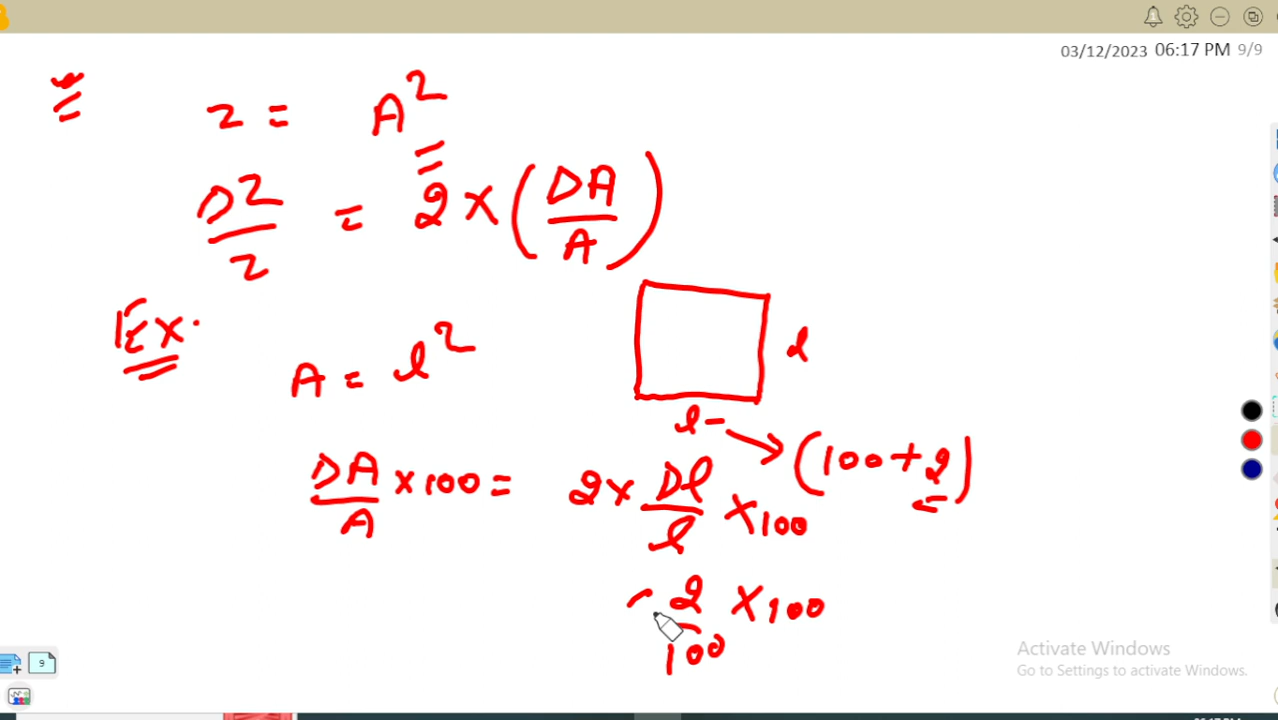 03/12/2023 06:17 PM 9/9
z = A²
Δz/z = 2 × (ΔA/A)
Ex.
A = l²
l
l → (100 + 2)
ΔA/A × 100 = 2 × Δl/l × 100
2/100 × 100
Activate Windows
Go to Settings to activate Windows.
9